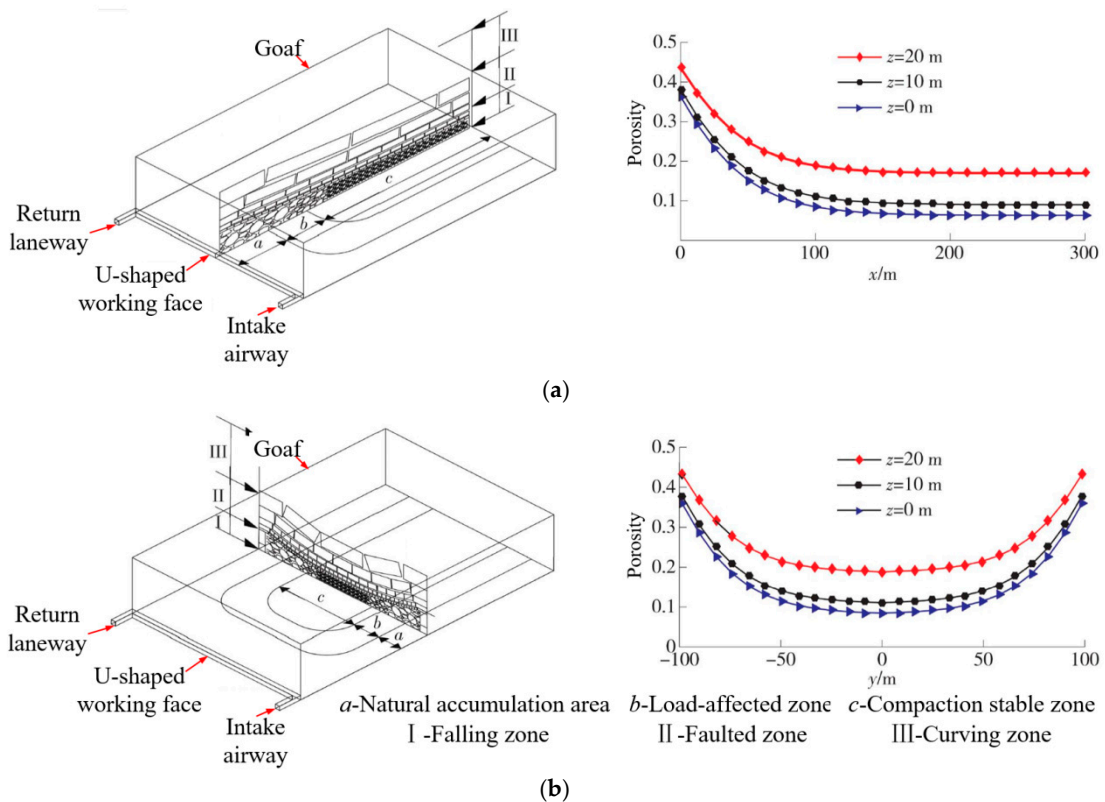 Goaf
III
II
I
c
b
a
Return
laneway
U-shaped
working face
Intake
airway
0.5
0.4
0.3
0.2
0.1
Porosity
z=20 m
z=10 m
z=0 m
0
100
200
300
x/m
(a)
Goaf
III
II
I
c
b
a
Return
laneway
U-shaped
working face
Intake
airway
0.5
0.4
0.3
0.2
0.1
0
Porosity
z=20 m
z=10 m
z=0 m
−100
−50
0
50
100
y/m
a-Natural accumulation area b-Load-affected zone c-Compaction stable zone
I-Falling zone II-Faulted zone III-Curving zone
(b)